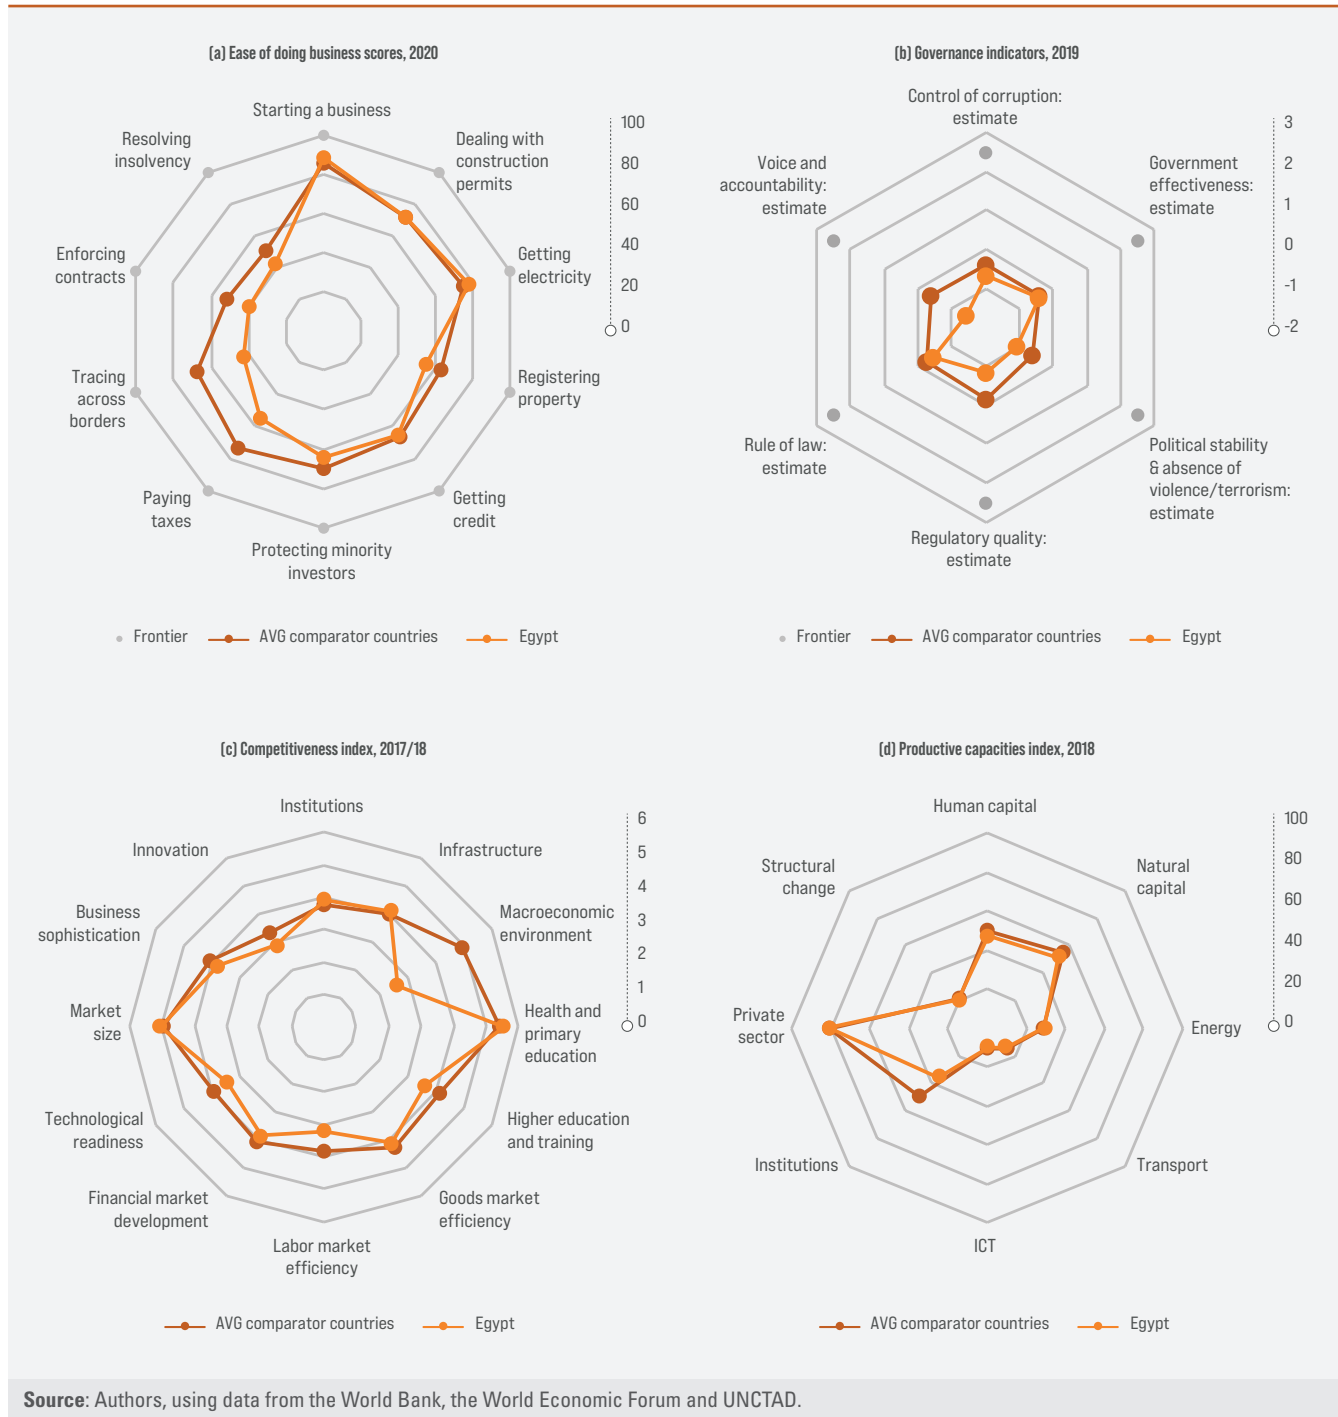 (a) Ease of doing business scores, 2020
Starting a business
Dealing with
construction
permits
Getting
electricity
Registering
property
Getting
credit
Protecting minority
investors
Paying
taxes
Tracing
across
borders
Enforcing
contracts
Resolving
insolvency
100
80
60
40
20
0
Frontier
AVG comparator countries
Egypt
(b) Governance indicators, 2019
Control of corruption:
estimate
Government
effectiveness:
estimate
Political stability
& absence of
violence/terrorism:
estimate
Regulatory quality:
estimate
Rule of law:
estimate
Voice and
accountability:
estimate
3
2
1
0
-1
-2
Frontier
AVG comparator countries
Egypt
(c) Competitiveness index, 2017/18
Institutions
Infrastructure
Macroeconomic
environment
Health and
primary
education
Higher education
and training
Goods market
efficiency
Labor market
efficiency
Financial market
development
Technological
readiness
Market
size
Business
sophistication
Innovation
6
5
4
3
2
1
0
AVG comparator countries
Egypt
(d) Productive capacities index, 2018
Human capital
Natural
capital
Energy
Transport
ICT
Institutions
Private
sector
Structural
change
100
80
60
40
20
0
AVG comparator countries
Egypt
Source: Authors, using data from the World Bank, the World Economic Forum and UNCTAD.